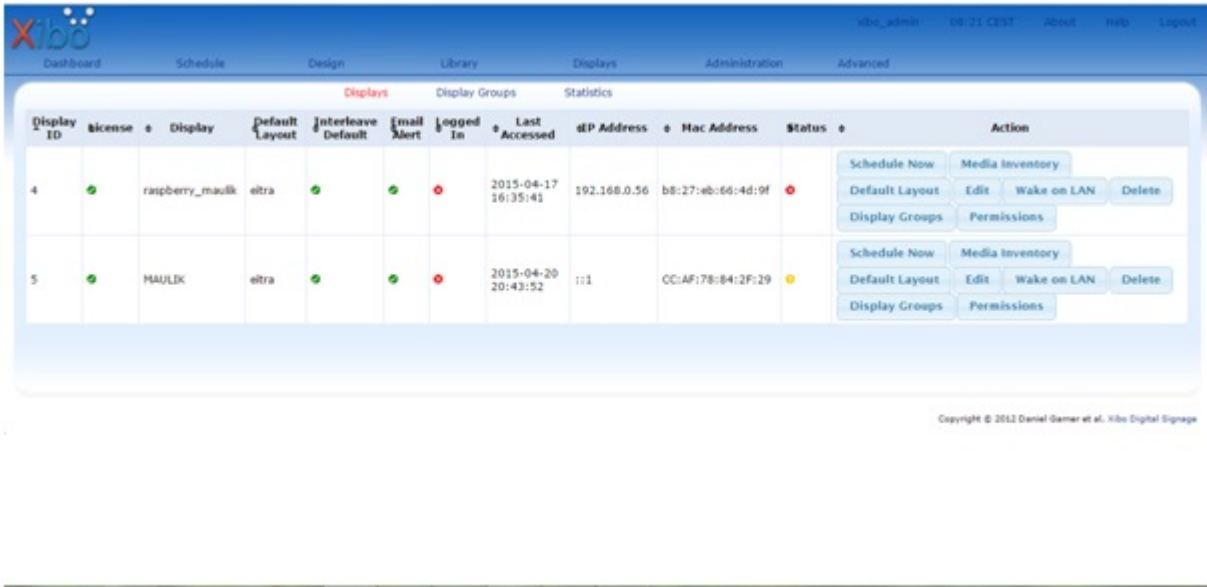 Xibo
xibo_admin 08:21 CEST About Help Logout
Dashboard Schedule Design Library Displays Administration Advanced
Displays Display Groups Statistics
Display ID License Display Default Layout Interleave Default Email Alert Logged In Last Accessed IP Address Mac Address Status Action
4 raspberry_maulik eitra 2015-04-17 16:35:41 192.168.0.56 b8:27:eb:66:4d:9f
Schedule Now Media Inventory
Default Layout Edit Wake on LAN Delete
Display Groups Permissions
5 MAULIK eitra 2015-04-20 20:43:52 ::1 CC:AF:78:84:2F:29
Schedule Now Media Inventory
Default Layout Edit Wake on LAN Delete
Display Groups Permissions
Copyright © 2012 Daniel Garner et al. Xibo Digital Signage